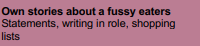 Own stories about a fussy eaters
Statements, writing in role, shopping
lists